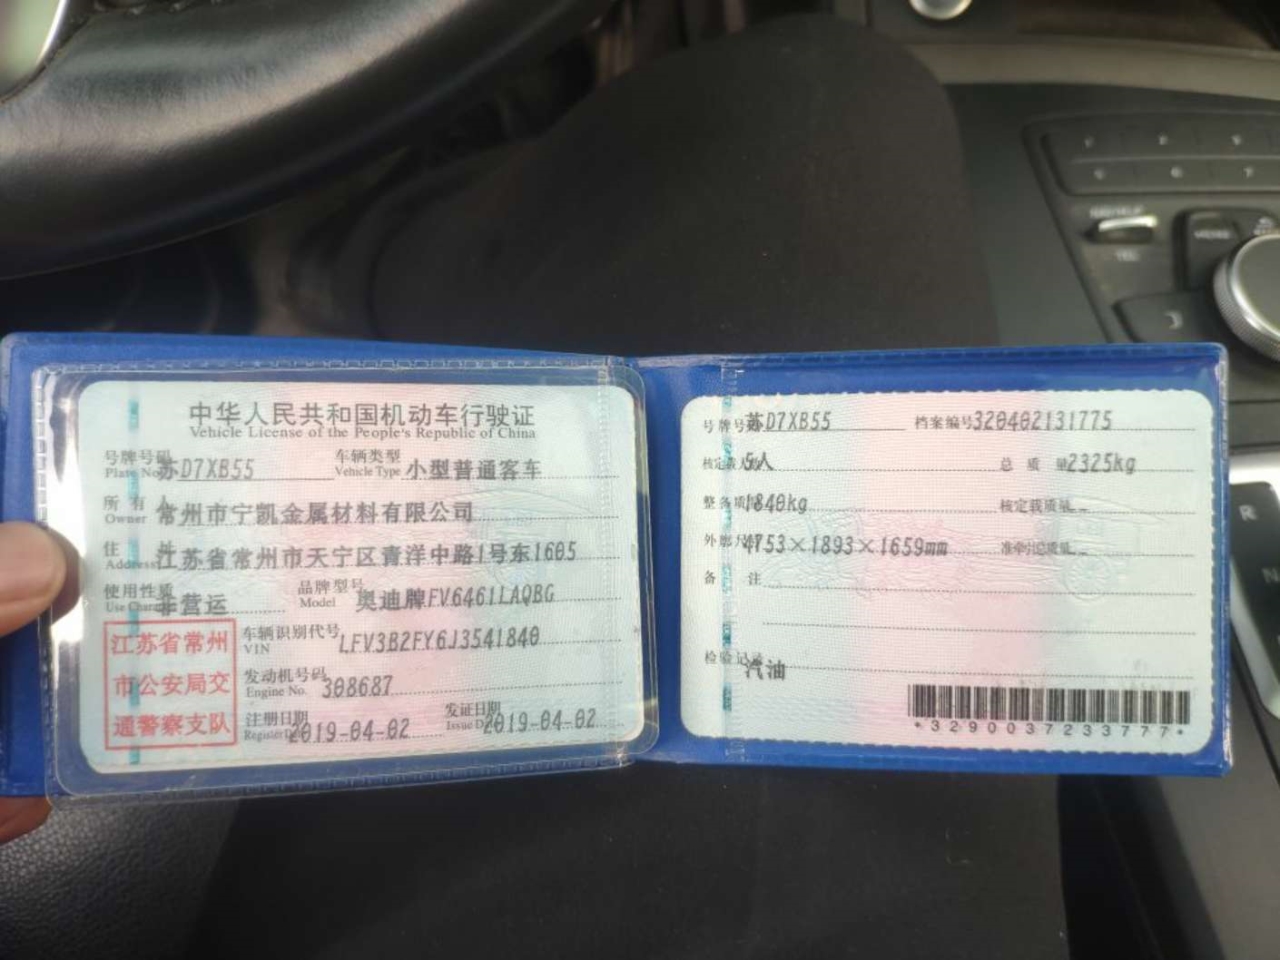 中华人民共和国机动车行驶证
Vehicle License of the People's Republic of China
号牌号码 苏D7XB55 车辆类型 小型普通客车
Plate No. Vehicle Type
所有人 常州市宁凯金属材料有限公司
Owner
住址 江苏省常州市天宁区青洋中路1号东1605
Address
使用性质 非营运 品牌型号 奥迪牌FV6461LAQBG
Use Character Model
江苏省常州
市公安局交
通警察支队
车辆识别代号 LFV3B2FY6J3541840
VIN
发动机号码 308687
Engine No.
注册日期 2019-04-02 发证日期 2019-04-02
Register Date Issue Date
号牌号码 苏D7XB55 档案编号 320402131775
核定载人数 5人 总质量 2325kg
整备质量 1840kg 核定载质量 --
外廓尺寸 4753×1893×1659mm 准牵引总质量 --
备注
检验记录 汽油
*3290037233777*
R
N
MENU
TEL